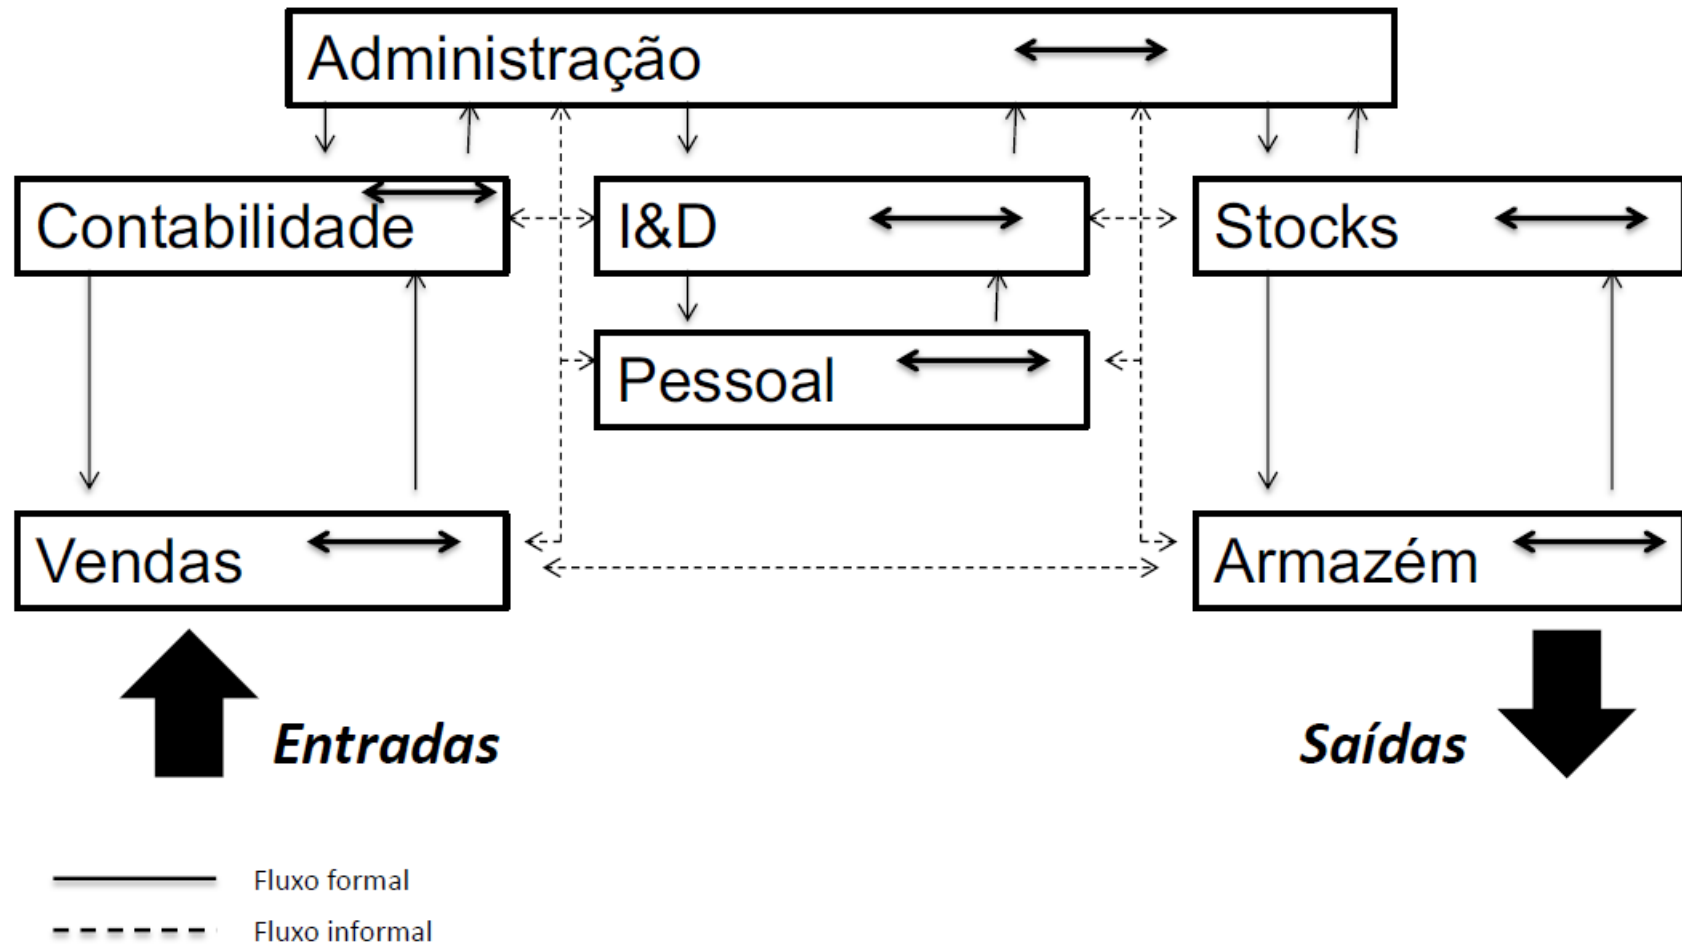 Administração
Contabilidade
I&D
Stocks
Pessoal
Vendas
Armazém
Entradas
Saídas
Fluxo formal
Fluxo informal